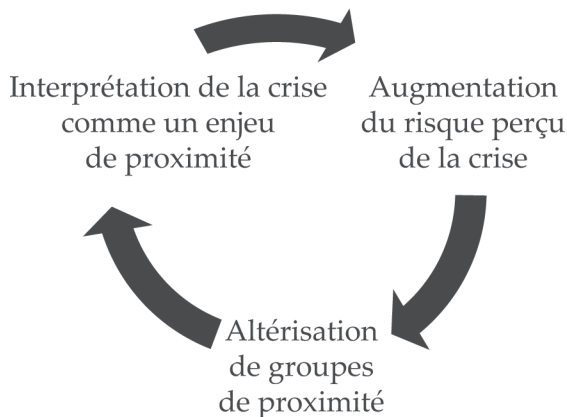 Interprétation de la crise
comme un enjeu
de proximité
Augmentation
du risque perçu
de la crise
Altérisation
de groupes
de proximité